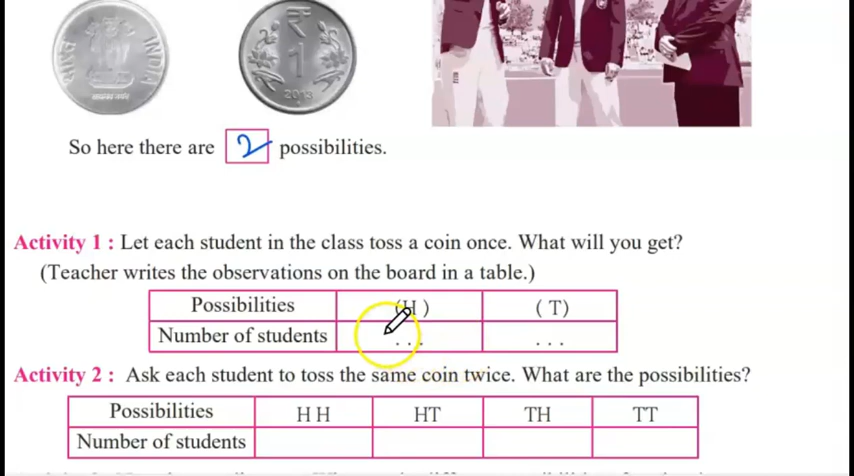 INDIA
₹
1
2013
So here there are 2 possibilities.
Activity 1 : Let each student in the class toss a coin once. What will you get?
(Teacher writes the observations on the board in a table.)
Possibilities (H) (T)
Number of students . . . . . .
Activity 2 : Ask each student to toss the same coin twice. What are the possibilities?
Possibilities H H HT TH TT
Number of students